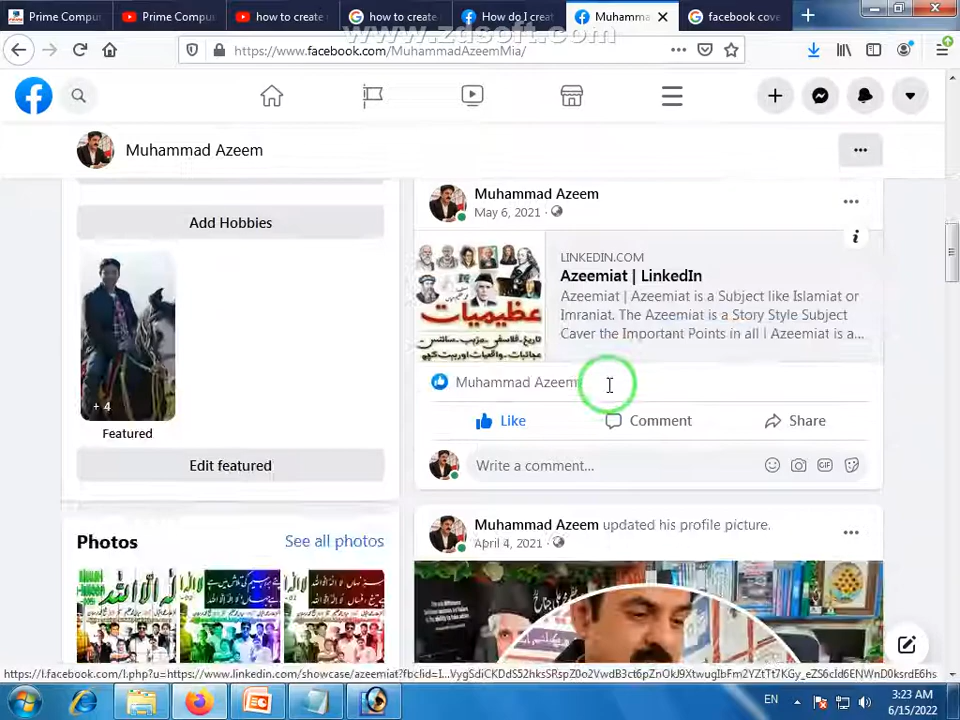 Prime Compu
Prime Compu
how to create
how to create
How do I creat
Muhamma
facebook cove
www.zdsoft.com
https://www.facebook.com/MuhammadAzeemMia/
Muhammad Azeem
Add Hobbies
+ 4
Featured
Edit featured
Photos
See all photos
Muhammad Azeem
May 6, 2021
LINKEDIN.COM
Azeemiat | LinkedIn
Azeemiat | Azeemiat is a Subject like Islamiat or
Imraniat. The Azeemiat is a Story Style Subject
Caver the Important Points in all l Azeemiat is a...
عظیمیات
Muhammad Azeem
Like
Comment
Share
Write a comment...
GIF
Muhammad Azeem updated his profile picture.
April 4, 2021
EN
3:23 AM
6/15/2022